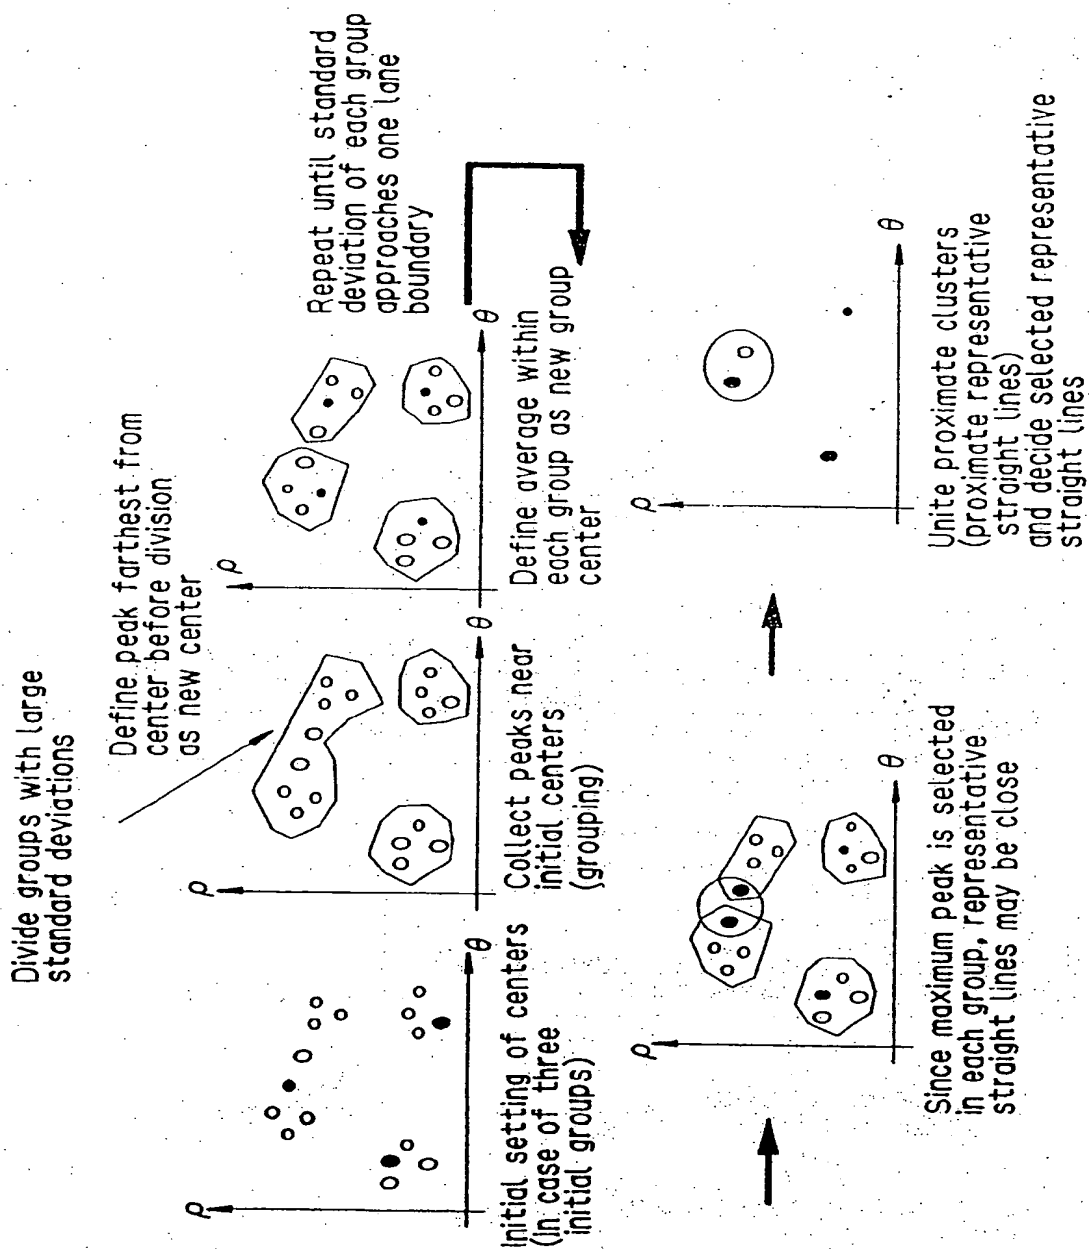 Divide groups with large
standard deviations
Define peak farthest from
center before division
as new center
Repeat until standard
deviation of each group
approaches one lane
boundary
ρ
θ
Initial setting of centers
(in case of three
initial groups)
ρ
θ
Collect peaks near
initial centers
(grouping)
ρ
θ
Define average within
each group as new group
center
ρ
θ
Since maximum peak is selected
in each group, representative
straight lines may be close
ρ
θ
Unite proximate clusters
(proximate representative
straight lines)
and decide selected representative
straight lines